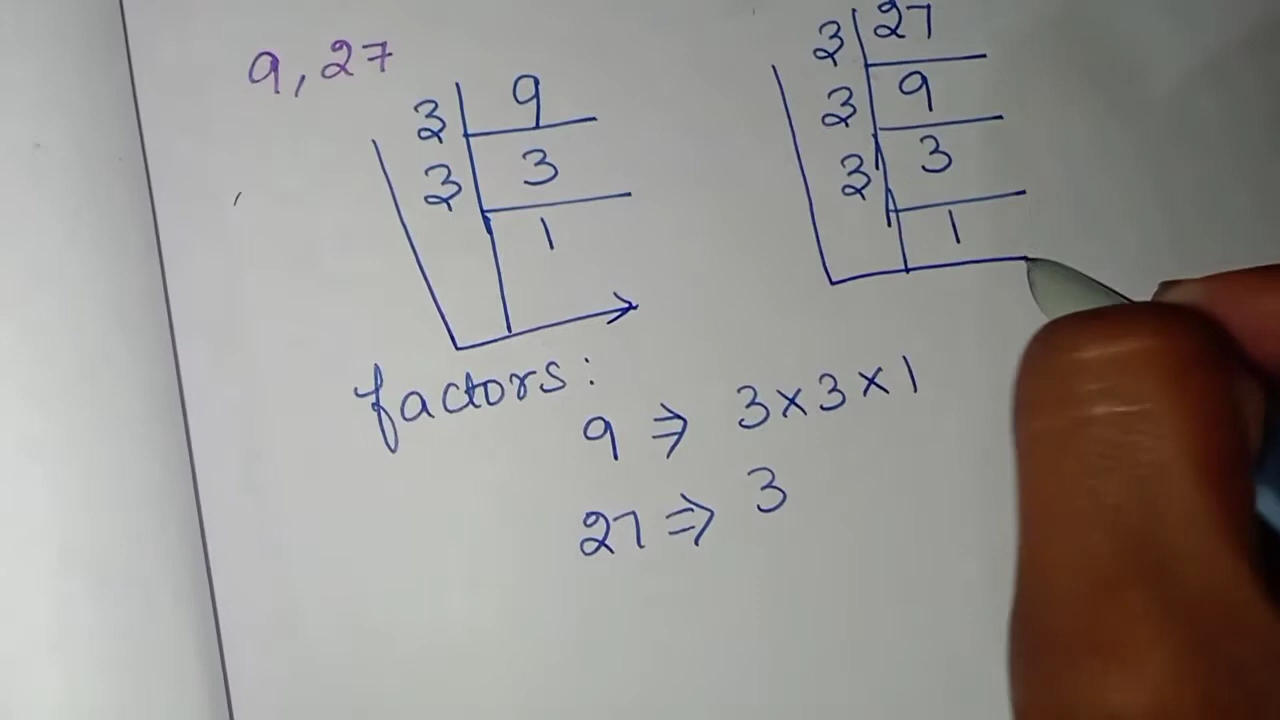 9, 27
3 9
3 3
1
3 27
3 9
3 3
1
factors:
9 ⇒ 3 × 3 × 1
27 ⇒ 3